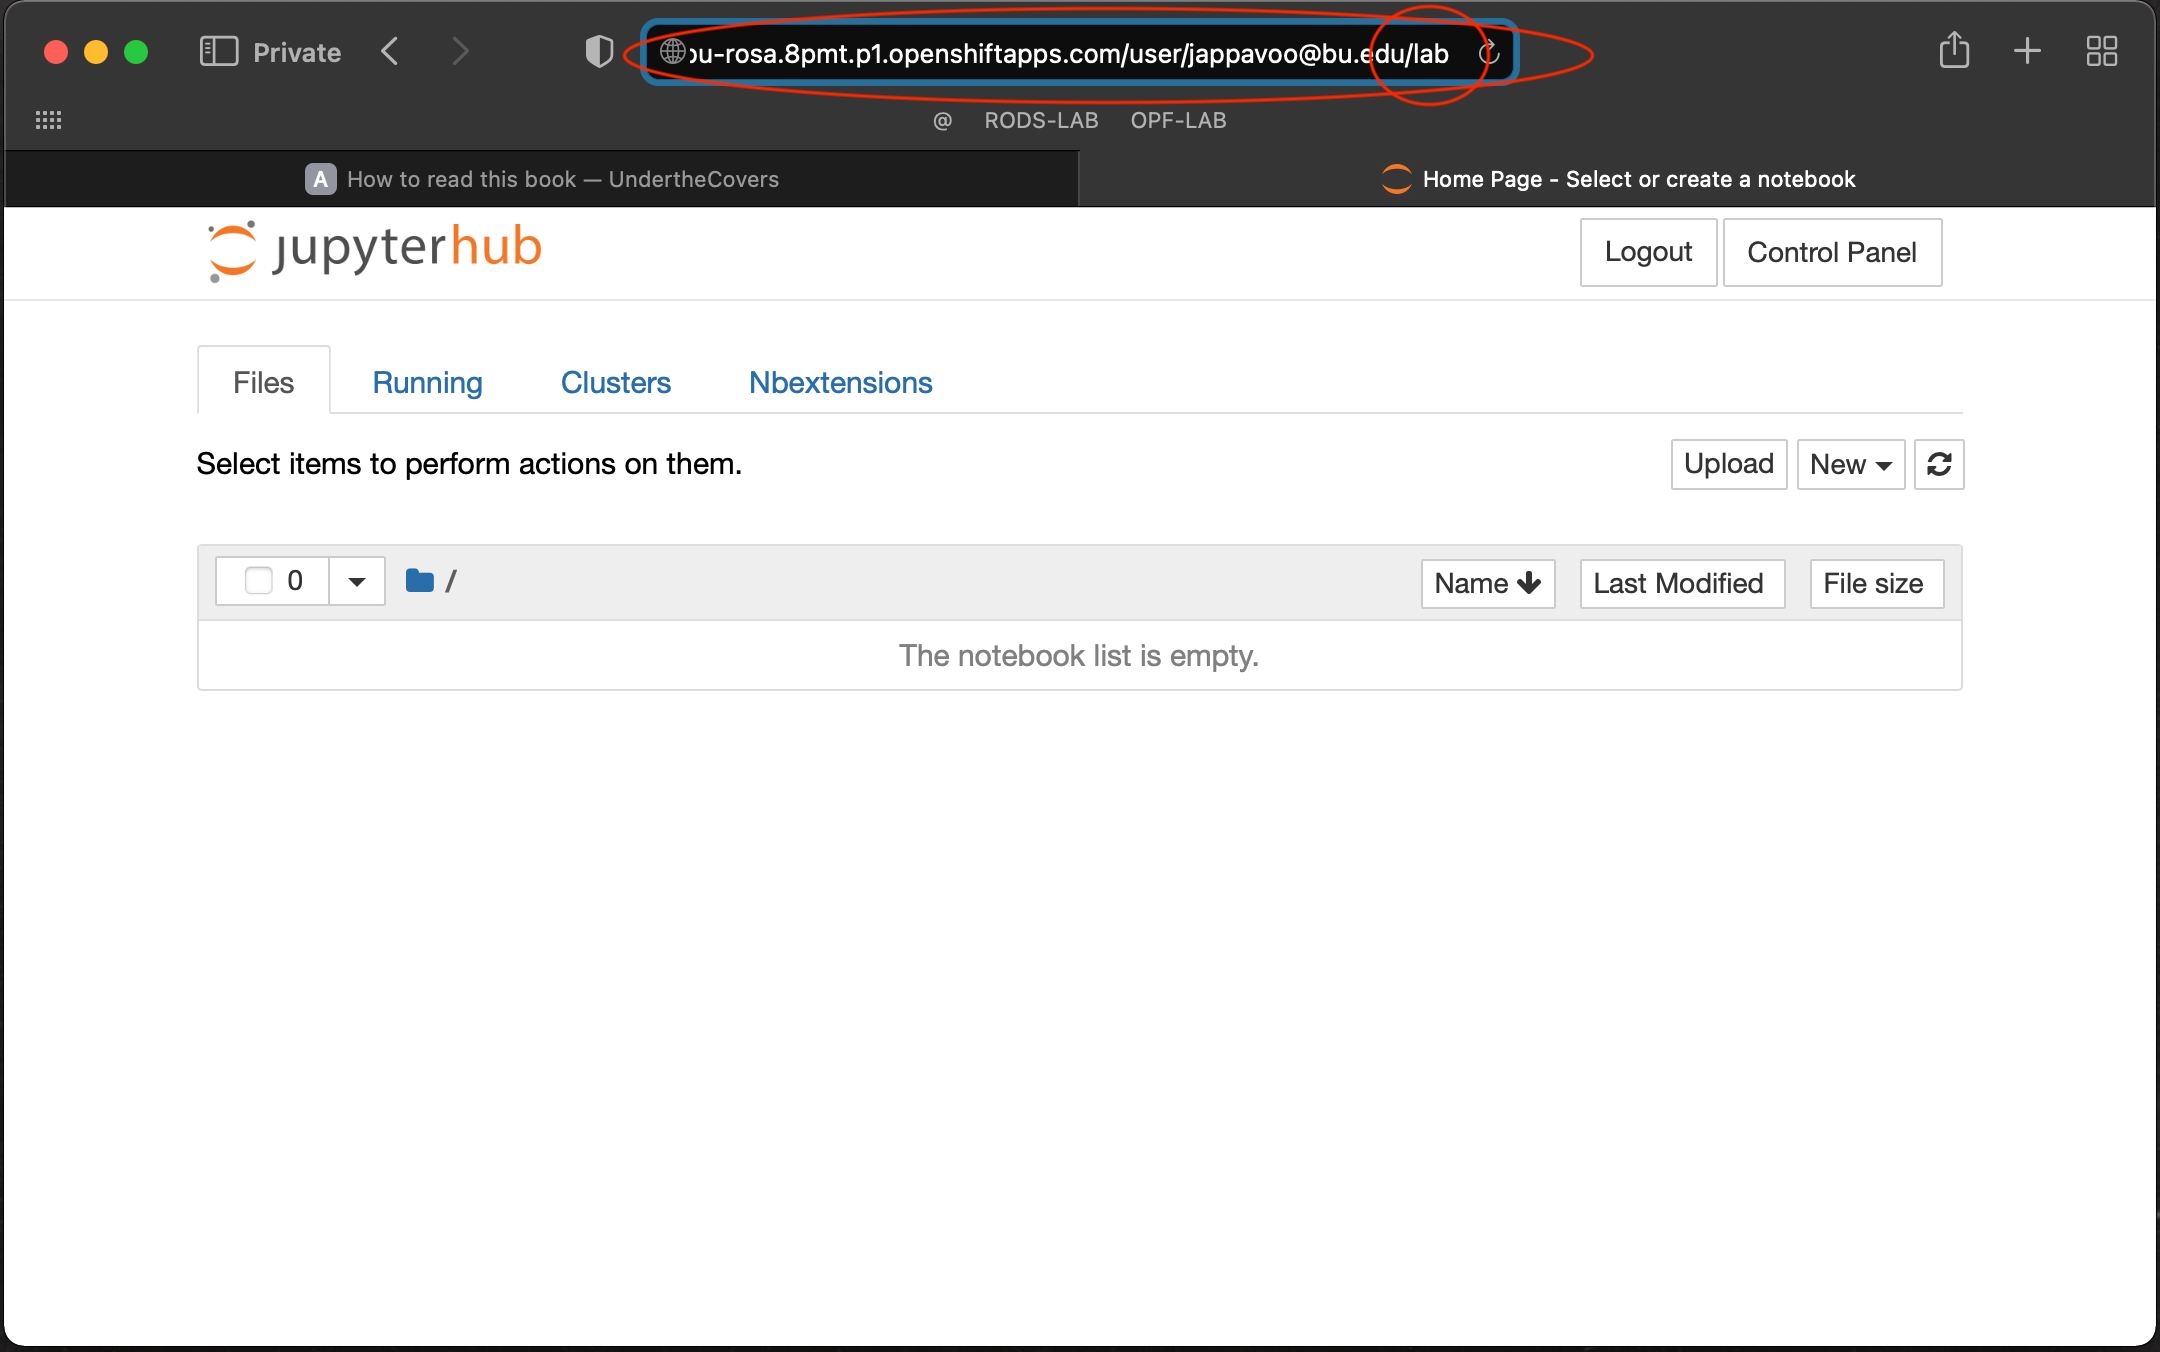 Private
bu-rosa.8pmt.p1.openshiftapps.com/user/jappavoo@bu.edu/lab
@ RODS-LAB OPF-LAB
A How to read this book — UndertheCovers
Home Page - Select or create a notebook
jupyterhub
Logout Control Panel
Files Running Clusters Nbextensions
Select items to perform actions on them.
Upload New
0 / Name Last Modified File size
The notebook list is empty.